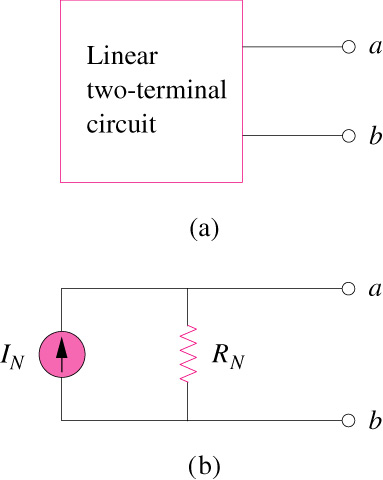 a
Linear
two-terminal
circuit
b
(a)
a
I_N R_N
b
(b)